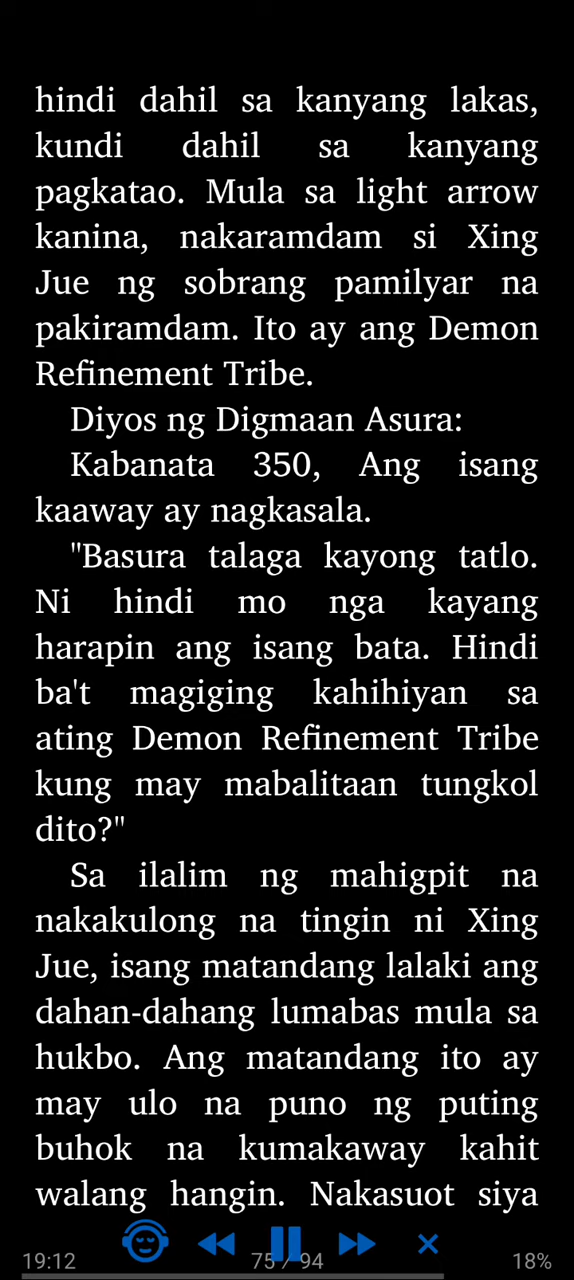 hindi dahil sa kanyang lakas,
kundi dahil sa kanyang
pagkatao. Mula sa light arrow
kanina, nakaramdam si Xing
Jue ng sobrang pamilyar na
pakiramdam. Ito ay ang Demon
Refinement Tribe.
Diyos ng Digmaan Asura:
Kabanata 350, Ang isang
kaaway ay nagkasala.
"Basura talaga kayong tatlo.
Ni hindi mo nga kayang
harapin ang isang bata. Hindi
ba't magiging kahihiyan sa
ating Demon Refinement Tribe
kung may mabalitaan tungkol
dito?"
Sa ilalim ng mahigpit na
nakakulong na tingin ni Xing
Jue, isang matandang lalaki ang
dahan-dahang lumabas mula sa
hukbo. Ang matandang ito ay
may ulo na puno ng puting
buhok na kumakaway kahit
walang hangin. Nakasuot siya
19:12 75 / 94 18%